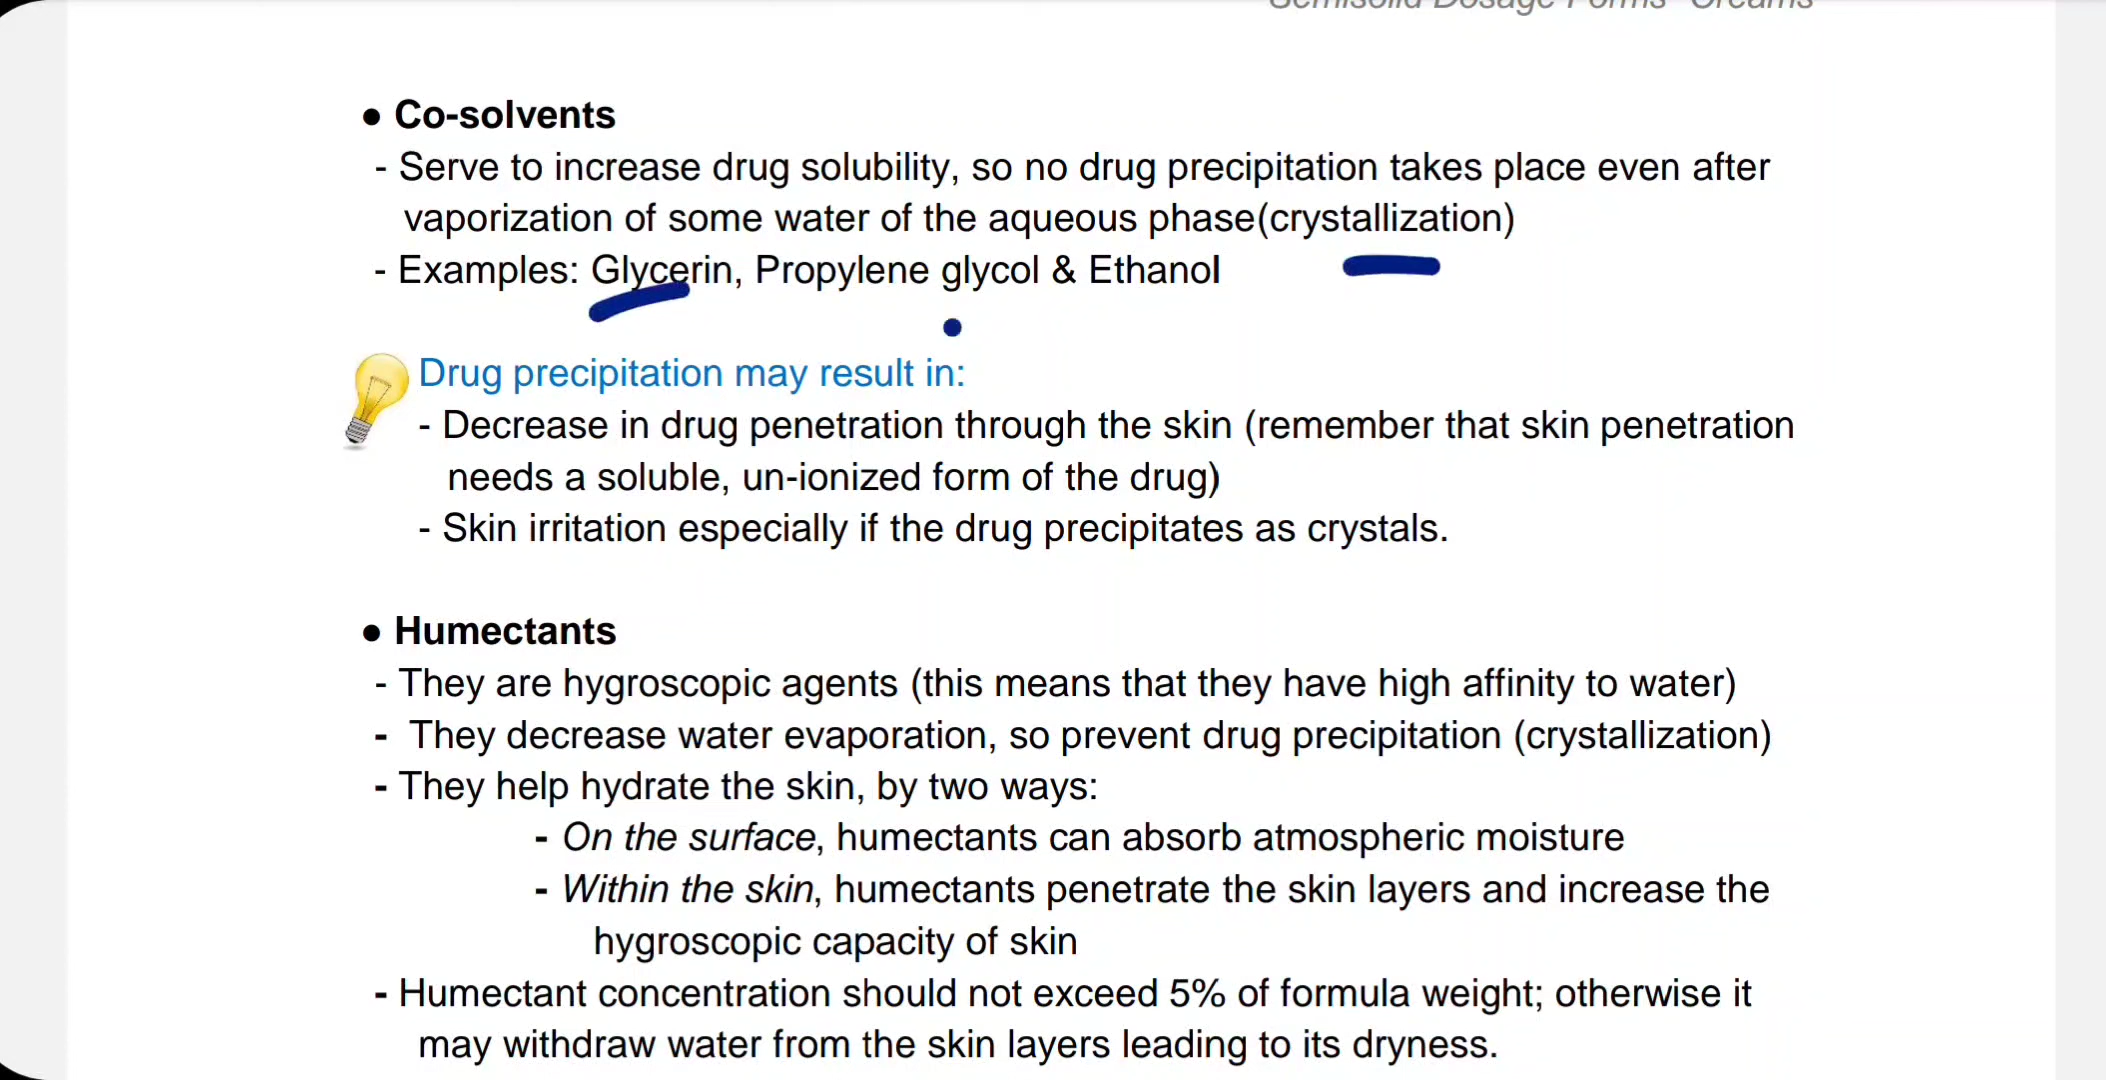 Semisolid Dosage Forms- Creams
● Co-solvents
- Serve to increase drug solubility, so no drug precipitation takes place even after
vaporization of some water of the aqueous phase(crystallization)
- Examples: Glycerin, Propylene glycol & Ethanol
Drug precipitation may result in:
- Decrease in drug penetration through the skin (remember that skin penetration
needs a soluble, un-ionized form of the drug)
- Skin irritation especially if the drug precipitates as crystals.
● Humectants
- They are hygroscopic agents (this means that they have high affinity to water)
- They decrease water evaporation, so prevent drug precipitation (crystallization)
- They help hydrate the skin, by two ways:
- On the surface, humectants can absorb atmospheric moisture
- Within the skin, humectants penetrate the skin layers and increase the
hygroscopic capacity of skin
- Humectant concentration should not exceed 5% of formula weight; otherwise it
may withdraw water from the skin layers leading to its dryness.